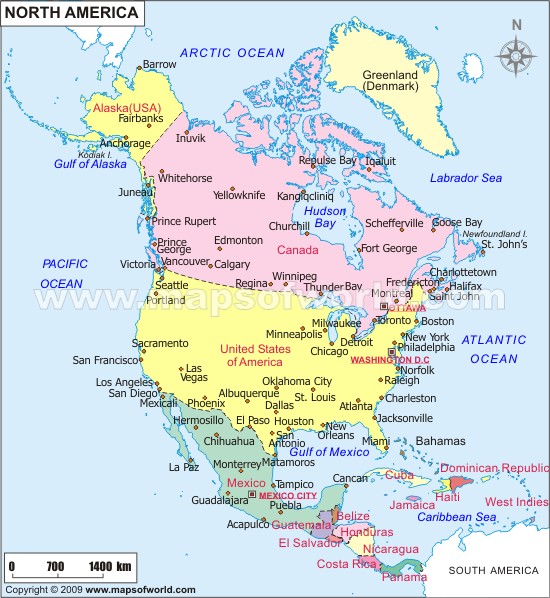 NORTH AMERICA
N
ARCTIC OCEAN
Barrow
Greenland
(Denmark)
Alaska(USA)
Fairbanks
Inuvik
Anchorage
Kodiak I.
Gulf of Alaska
Repulse Bay
Iqaluit
Whitehorse
Labrador Sea
Juneau
Yellowknife
Kangiqcliniq
Hudson
Bay
Prince Rupert
Churchill
Schefferville
Goose Bay
Newfoundland I.
St. John's
Prince
George
Edmonton
Canada
Fort George
PACIFIC
OCEAN
Victoria
Vancouver
Calgary
Charlottetown
Seattle
Regina
Winnipeg
Thunder Bay
Fredericton
Halifax
Montreal
Saint John
www.mapsofworld.com
Portland
OTTAWA
Milwaukee
Toronto
Boston
Minneapolis
New York
ATLANTIC
OCEAN
Sacramento
United States
of America
Chicago
Detroit
Philadelphia
San Francisco
WASHINGTON D.C
Las
Vegas
Norfolk
Los Angeles
Oklahoma City
Raleigh
San Diego
Albuquerque
St. Louis
Mexicali
Phoenix
Dallas
Atlanta
Charleston
Hermosillo
El Paso
Houston
Jacksonville
Chihuahua
San
Antonio
New
Orleans
Miami
Bahamas
La Paz
Monterrey
Matamoros
Gulf of Mexico
Mexico
Tampico
Cancan
Cuba
Dominican Republic
Guadalajara
MEXICO CITY
Haiti
West Indies
Puebla
Jamaica
Acapulco
Belize
Caribbean Sea
Guatemala
Honduras
El Salvador
Nicaragua
Costa Rica
Panama
SOUTH AMERICA
0 700 1400 km
Copyright © 2009 www.mapsofworld.com